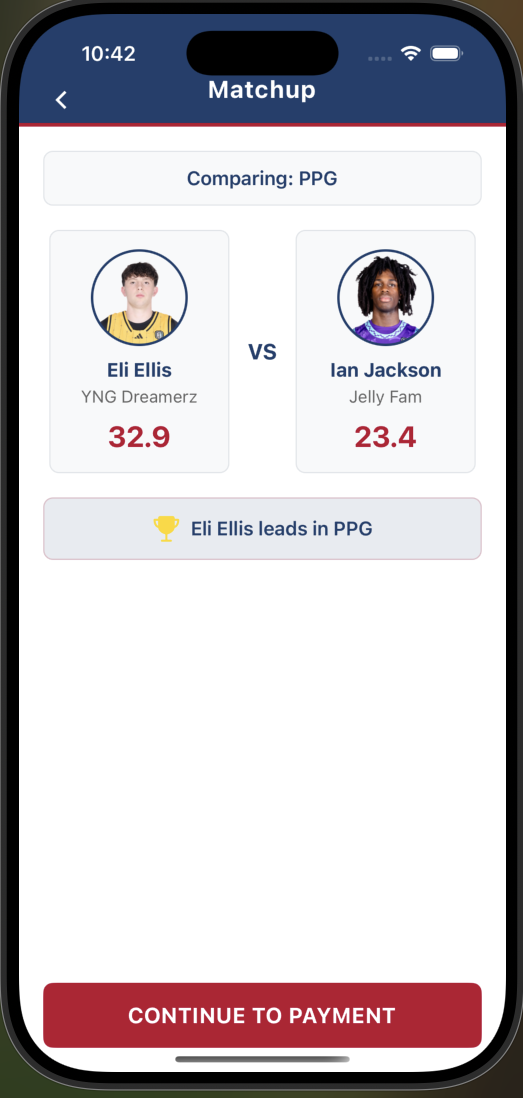 10:42
Matchup
Comparing: PPG
Eli Ellis
YNG Dreamerz
32.9
VS
Ian Jackson
Jelly Fam
23.4
Eli Ellis leads in PPG
CONTINUE TO PAYMENT